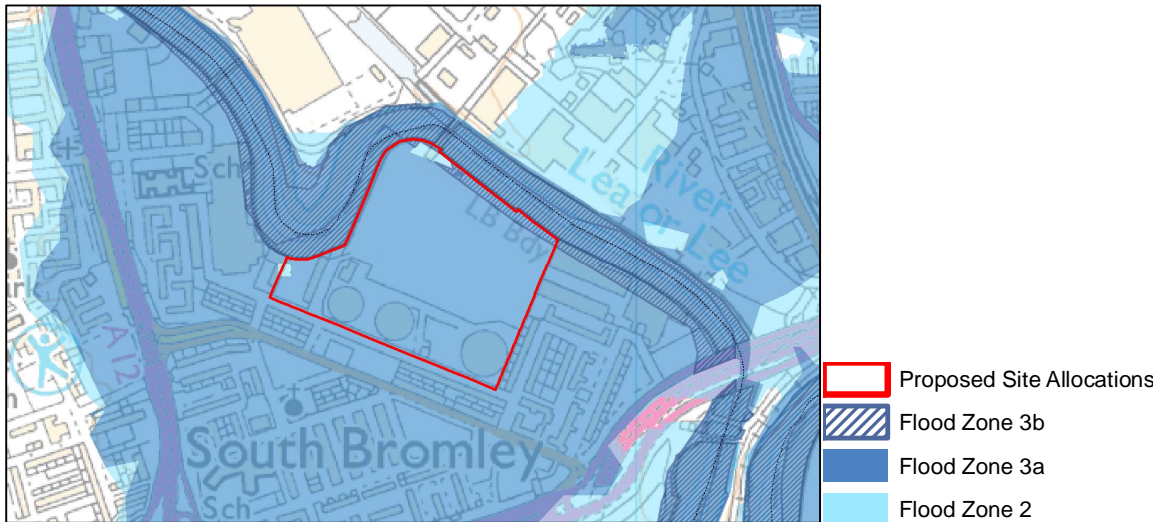 Sch
River
Lea or Lee
LB Bdy
A12
South Bromley
Sch
Proposed Site Allocations
Flood Zone 3b
Flood Zone 3a
Flood Zone 2